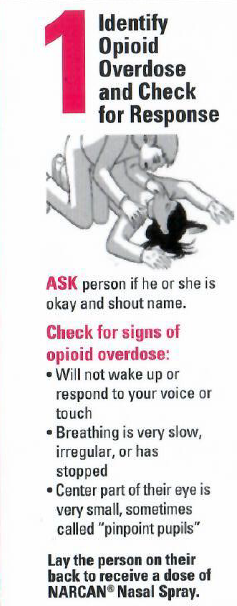 1
Identify
Opioid
Overdose
and Check
for Response
ASK person if he or she is
okay and shout name.
Check for signs of
opioid overdose:
• Will not wake up or
respond to your voice or
touch
• Breathing is very slow,
irregular, or has
stopped
• Center part of their eye is
very small, sometimes
called "pinpoint pupils"
Lay the person on their
back to receive a dose of
NARCAN® Nasal Spray.